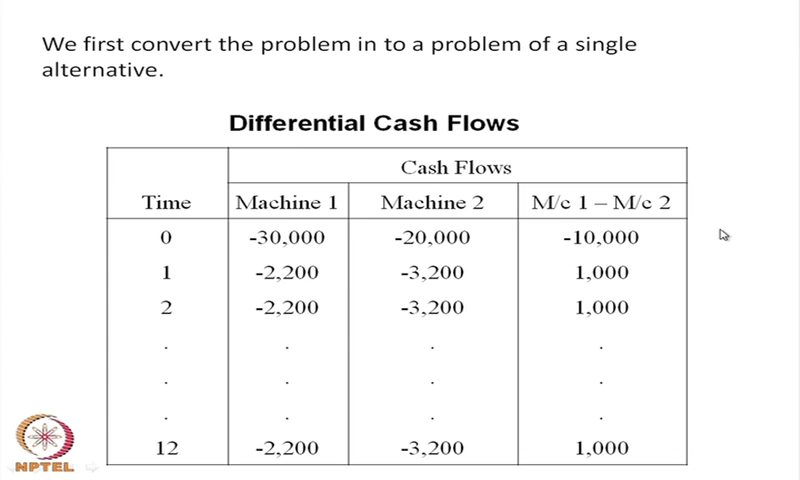 We first convert the problem in to a problem of a single
alternative.
Differential Cash Flows
Cash Flows
Time Machine 1 Machine 2 M/c 1 – M/c 2
0 -30,000 -20,000 -10,000
1 -2,200 -3,200 1,000
2 -2,200 -3,200 1,000
. . . .
. . . .
. . . .
12 -2,200 -3,200 1,000
NPTEL